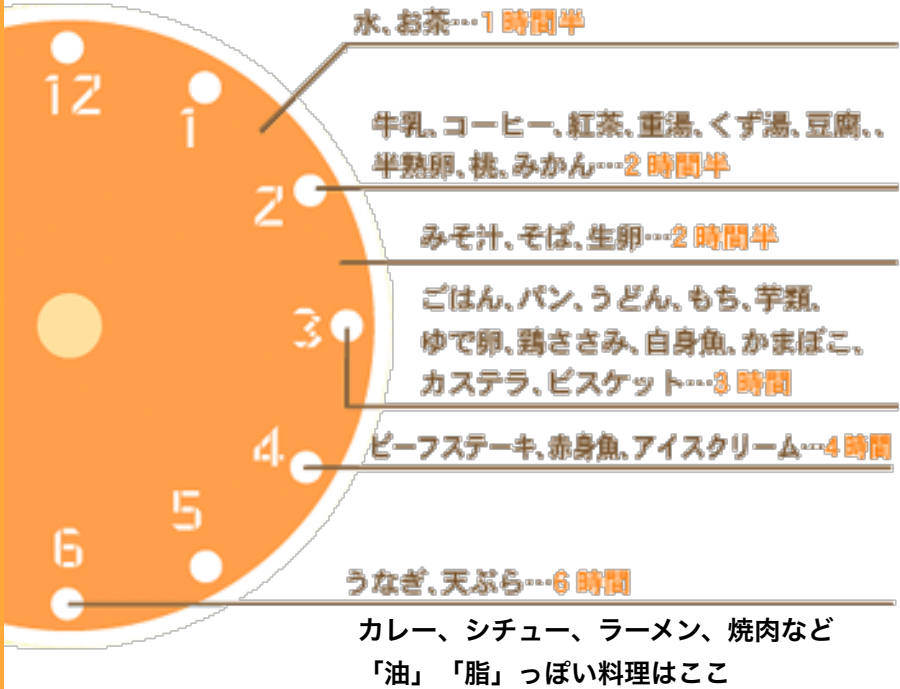 水、お茶…1時間半
牛乳、コーヒー、紅茶、重湯、くず湯、豆腐、、
半熟卵、桃、みかん…2時間半
みそ汁、そば、生卵…2時間半
ごはん、パン、うどん、もち、芋類、
ゆで卵、鶏ささみ、白身魚、かまぼこ、
カステラ、ビスケット…3時間
ビーフステーキ、赤身魚、アイスクリーム…4時間
うなぎ、天ぷら…6時間
カレー、シチュー、ラーメン、焼肉など
「油」「脂」っぽい料理はここ
12
1
2
3
4
5
6